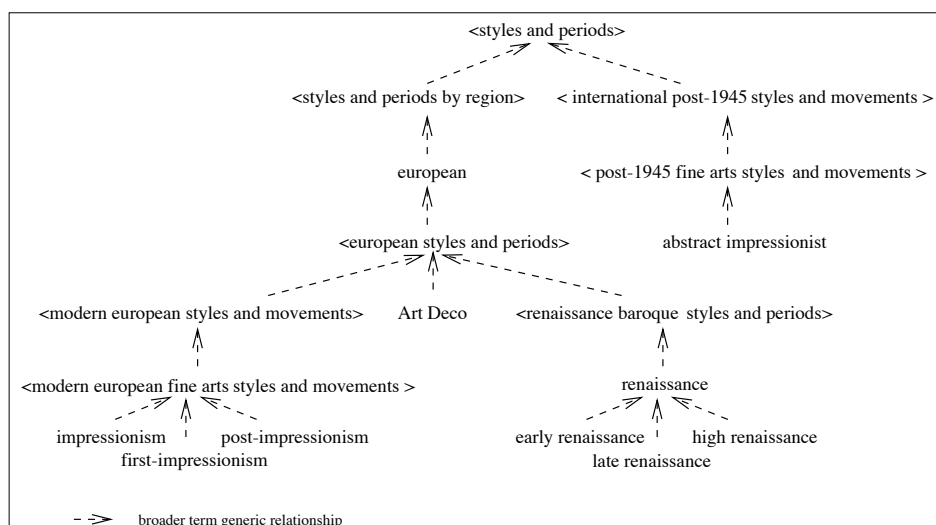 <styles and periods>
<styles and periods by region>
< international post-1945 styles and movements >
european
< post-1945 fine arts styles and movements >
<european styles and periods>
abstract impressionist
<modern european styles and movements>
Art Deco
<renaissance baroque styles and periods>
<modern european fine arts styles and movements >
renaissance
impressionism
post-impressionism
first-impressionism
early renaissance
high renaissance
late renaissance
broader term generic relationship